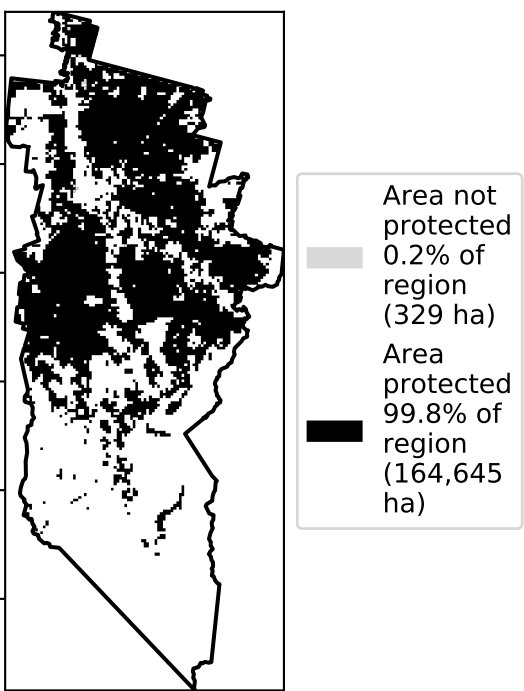 Area not
protected
0.2% of
region
(329 ha)
Area
protected
99.8% of
region
(164,645
ha)